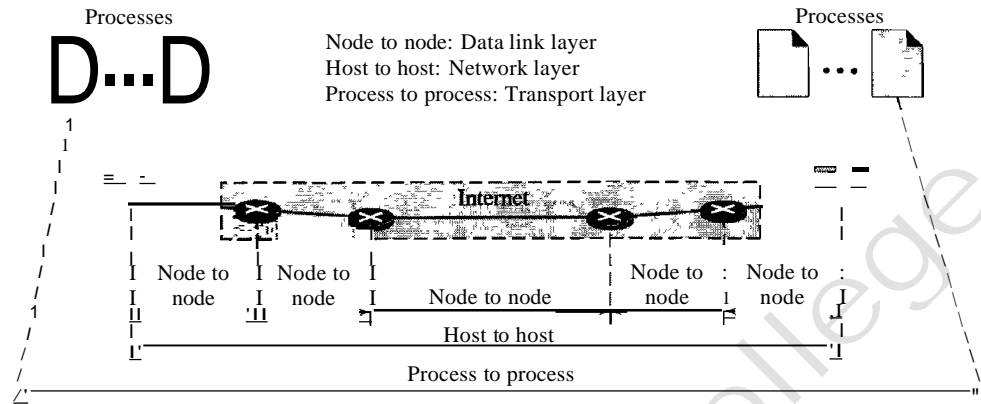 Processes
Processes
D...D
Node to node: Data link layer
Host to host: Network layer
Process to process: Transport layer
Internet
Node to node
Node to node
Node to node
Node to node
Node to node
Host to host
Process to process
ollege